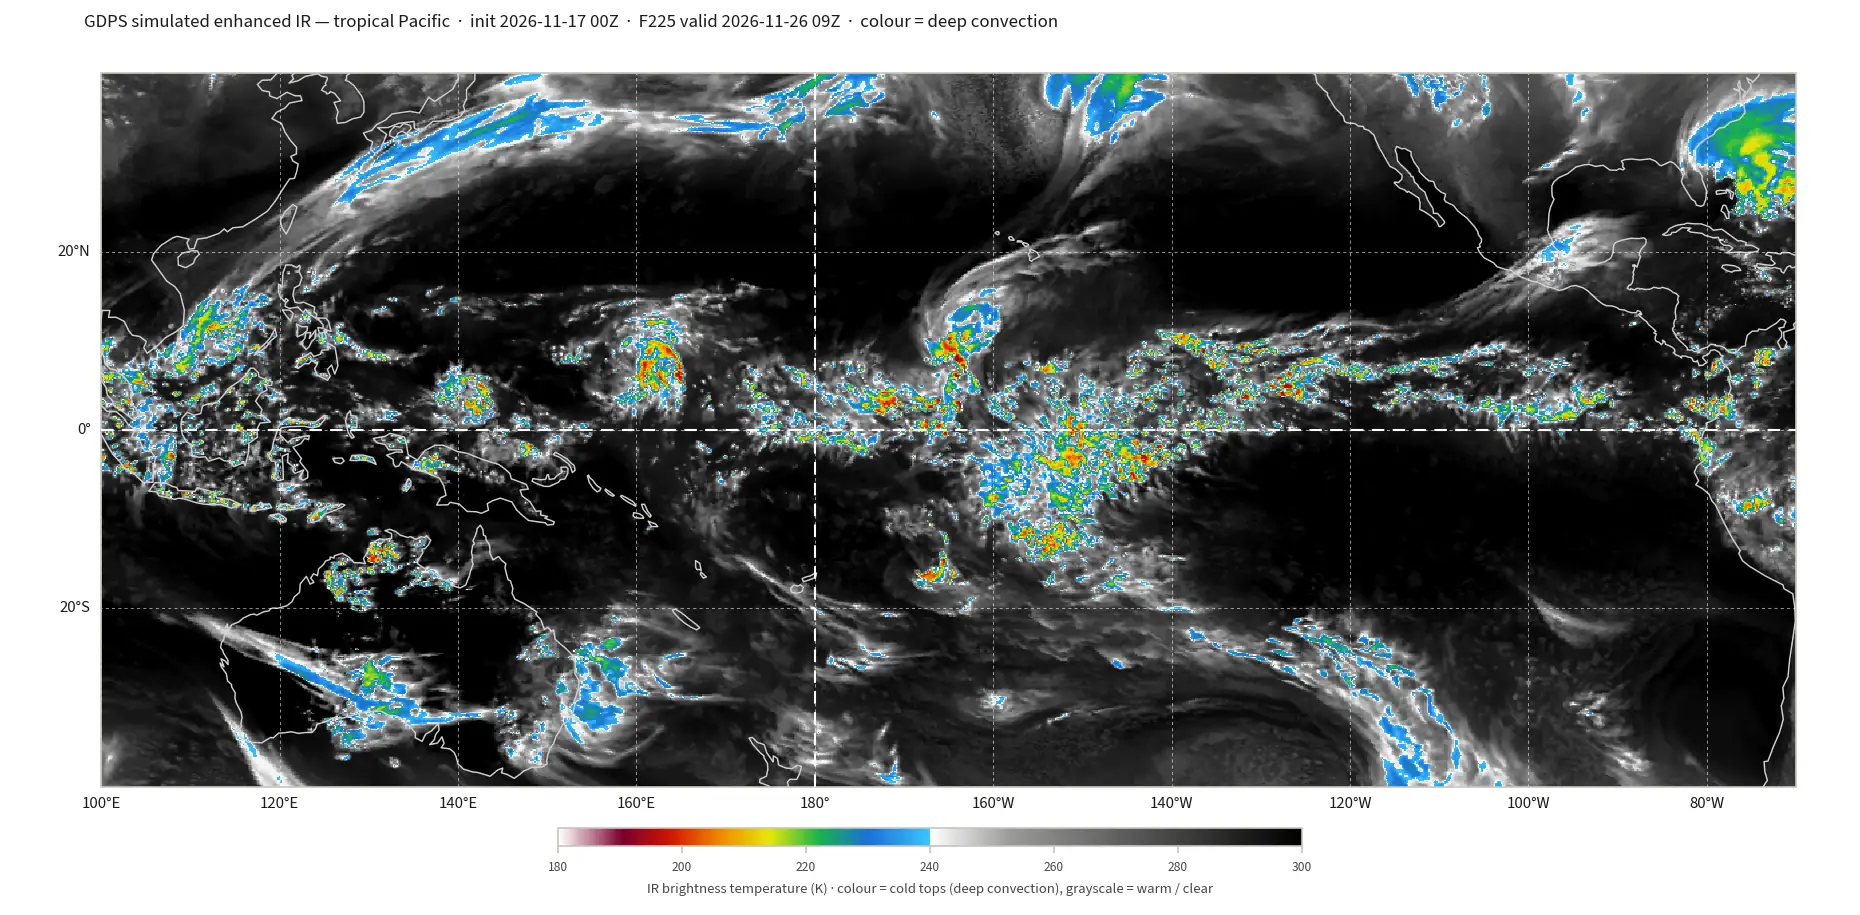 GDPS simulated enhanced IR — tropical Pacific · init 2026-11-17 00Z · F225 valid 2026-11-26 09Z · colour = deep convection
20°N
0°
20°S
100°E 120°E 140°E 160°E 180° 160°W 140°W 120°W 100°W 80°W
180 200 220 240 260 280 300
IR brightness temperature (K) · colour = cold tops (deep convection), grayscale = warm / clear